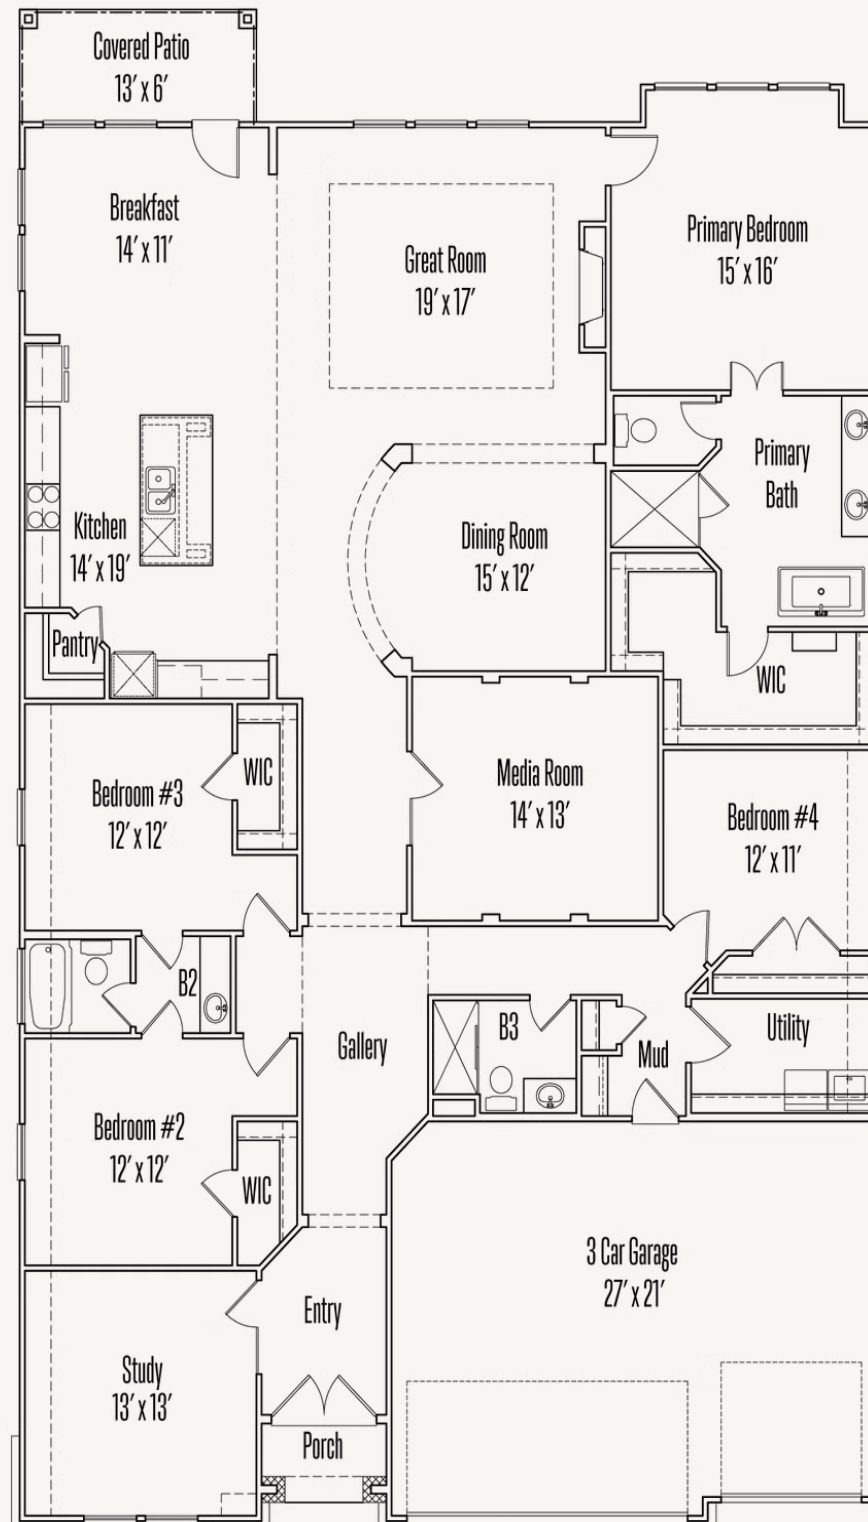 Covered Patio
13' x 6'
Breakfast
14' x 11'
Great Room
19' x 17'
Primary Bedroom
15' x 16'
Primary
Bath
Kitchen
14' x 19'
Dining Room
15' x 12'
Pantry
WIC
Bedroom #3
12' x 12'
WIC
Media Room
14' x 13'
Bedroom #4
12' x 11'
B2
Gallery
B3
Mud
Utility
Bedroom #2
12' x 12'
WIC
3 Car Garage
27' x 21'
Entry
Study
13' x 13'
Porch